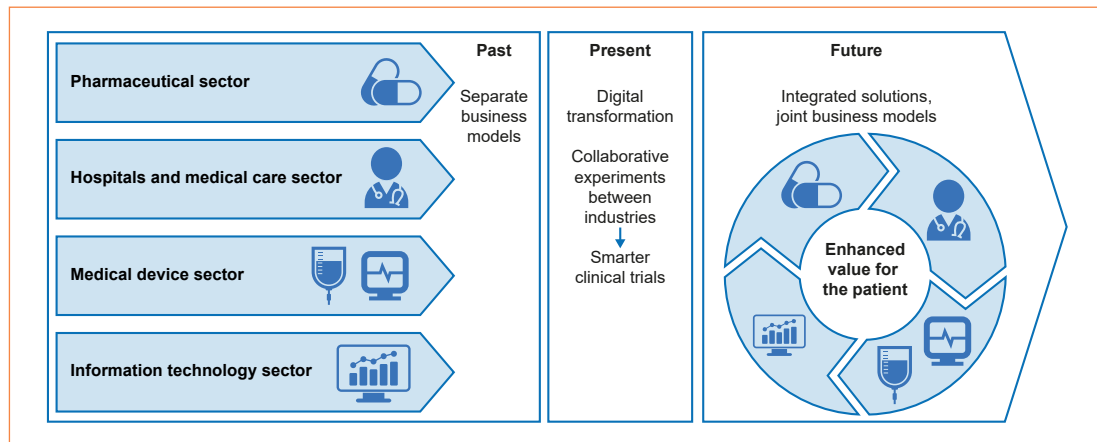 Pharmaceutical sector
Hospitals and medical care sector
Medical device sector
Information technology sector
Past
Separate
business
models
Present
Digital
transformation
Collaborative
experiments
between
industries
Smarter
clinical trials
Future
Integrated solutions,
joint business models
Enhanced
value for
the patient